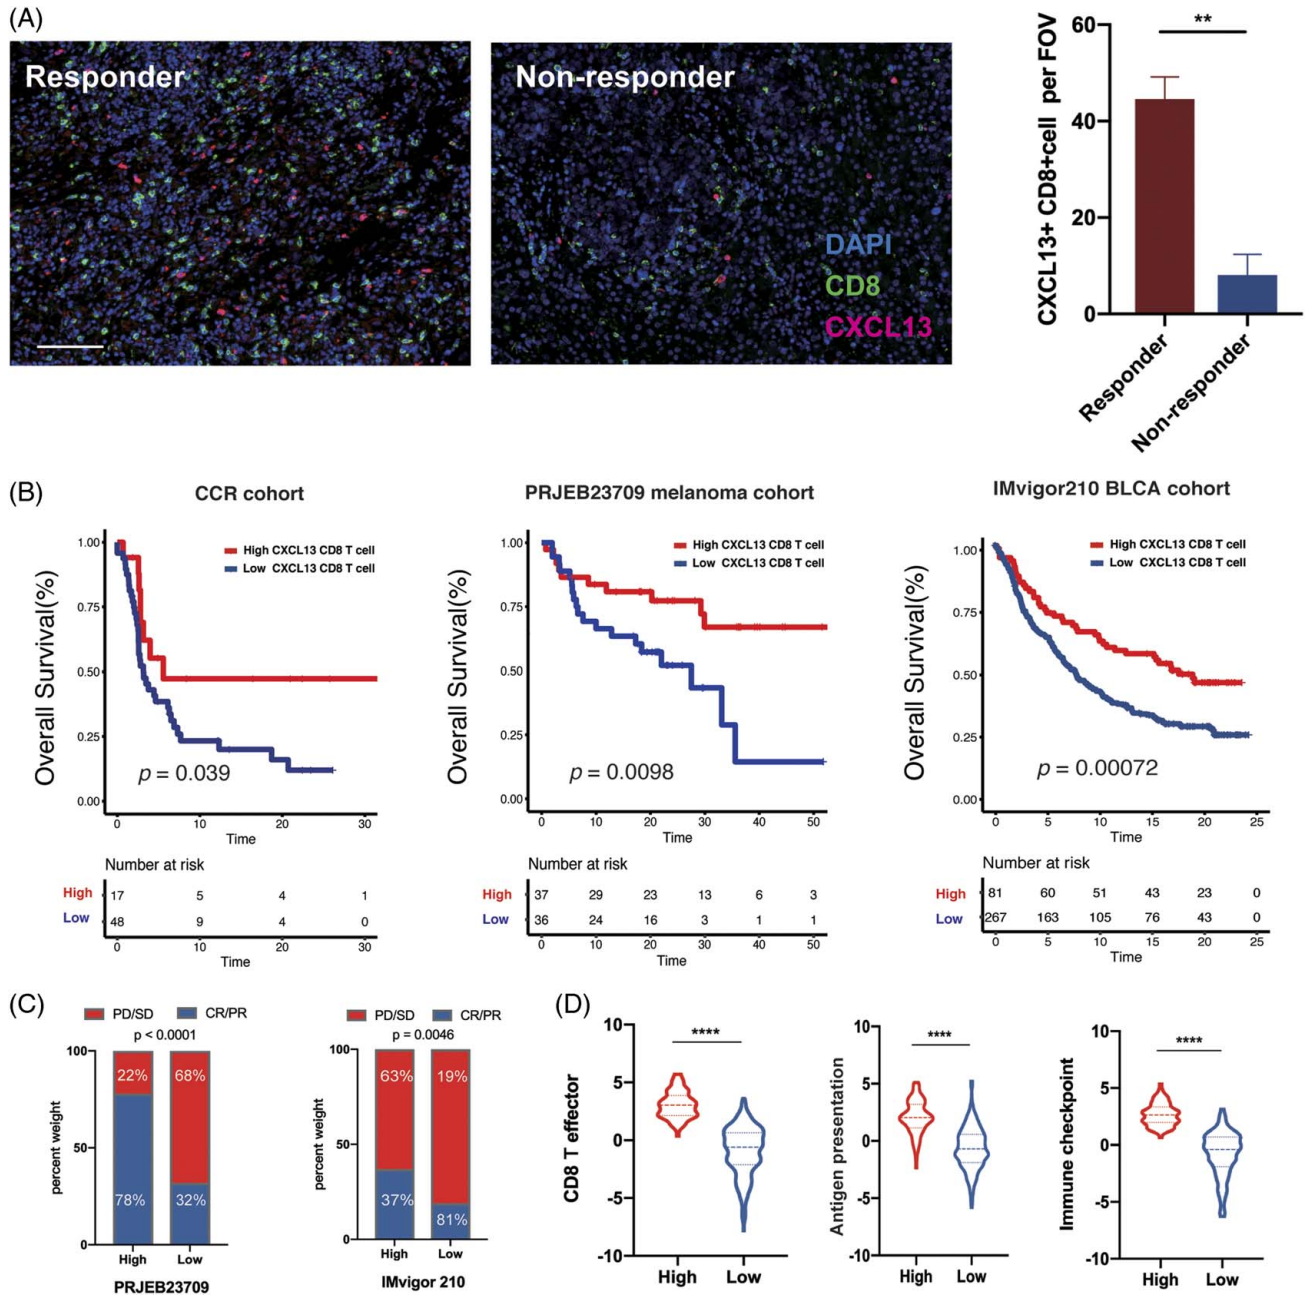 (A)
Responder
Non-responder
DAPI
CD8
CXCL13
CXCL13+ CD8+cell per FOV
60
40
20
0
**
Responder
Non-responder
(B)
CCR cohort
Overall Survival(%)
1.00
0.75
0.50
0.25
0.00
High CXCL13 CD8 T cell
Low CXCL13 CD8 T cell
p = 0.039
0 10 20 30
Time
Number at risk
High 17 5 4 1
Low 48 9 4 0
0 10 20 30
Time
PRJEB23709 melanoma cohort
Overall Survival(%)
1.00
0.75
0.50
0.25
0.00
High CXCL13 CD8 T cell
Low CXCL13 CD8 T cell
p = 0.0098
0 10 20 30 40 50
Time
Number at risk
High 37 29 23 13 6 3
Low 36 24 16 3 1 1
0 10 20 30 40 50
Time
IMvigor210 BLCA cohort
Overall Survival(%)
1.00
0.75
0.50
0.25
0.00
High CXCL13 CD8 T cell
Low CXCL13 CD8 T cell
p = 0.00072
0 5 10 15 20 25
Time
Number at risk
High 81 60 51 43 23 0
Low 267 163 105 76 43 0
0 5 10 15 20 25
Time
(C)
PD/SD CR/PR
p < 0.0001
percent weight
100
50
0
22% 68%
78% 32%
High Low
PRJEB23709
PD/SD CR/PR
p = 0.0046
percent weight
100
50
0
63% 19%
37% 81%
High Low
IMvigor 210
(D)
CD8 T effector
10
5
0
-5
-10
****
High Low
Antigen presentation
10
5
0
-5
-10
****
High Low
Immune checkpoint
10
5
0
-5
-10
****
High Low